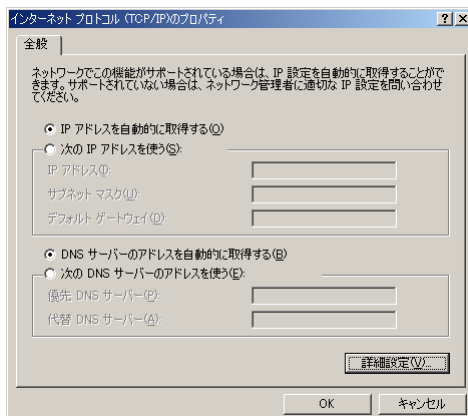 インターネット プロトコル (TCP/IP)のプロパティ
全般
ネットワークでこの機能がサポートされている場合は、IP 設定を自動的に取得することがで
きます。サポートされていない場合は、ネットワーク管理者に適切な IP 設定を問い合わせ
てください。
IP アドレスを自動的に取得する(O)
次の IP アドレスを使う(S):
IP アドレス(I):
サブネット マスク(U):
デフォルト ゲートウェイ(D):
DNS サーバーのアドレスを自動的に取得する(B)
次の DNS サーバーのアドレスを使う(E):
優先 DNS サーバー(P):
代替 DNS サーバー(A):
詳細設定(V)...
OK
キャンセル